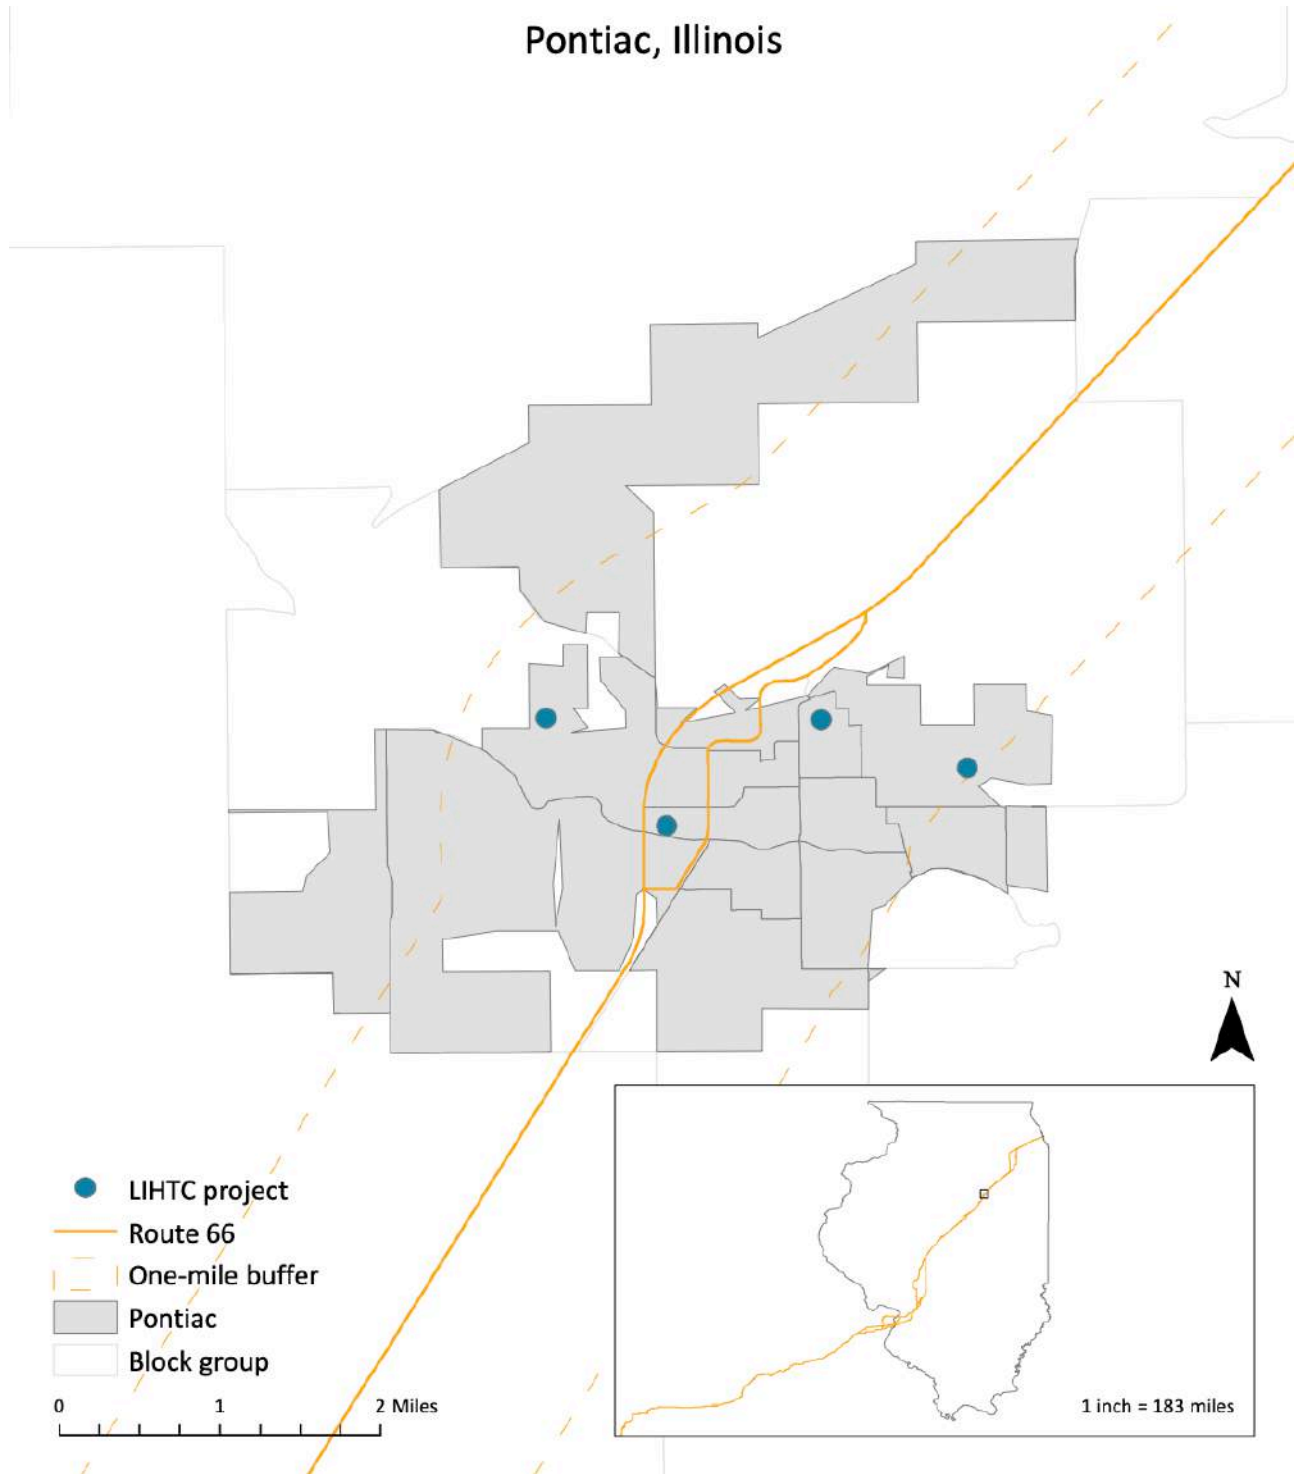 Pontiac, Illinois
N
LIHTC project
Route 66
One-mile buffer
Pontiac
Block group
0 1 2 Miles
1 inch = 183 miles